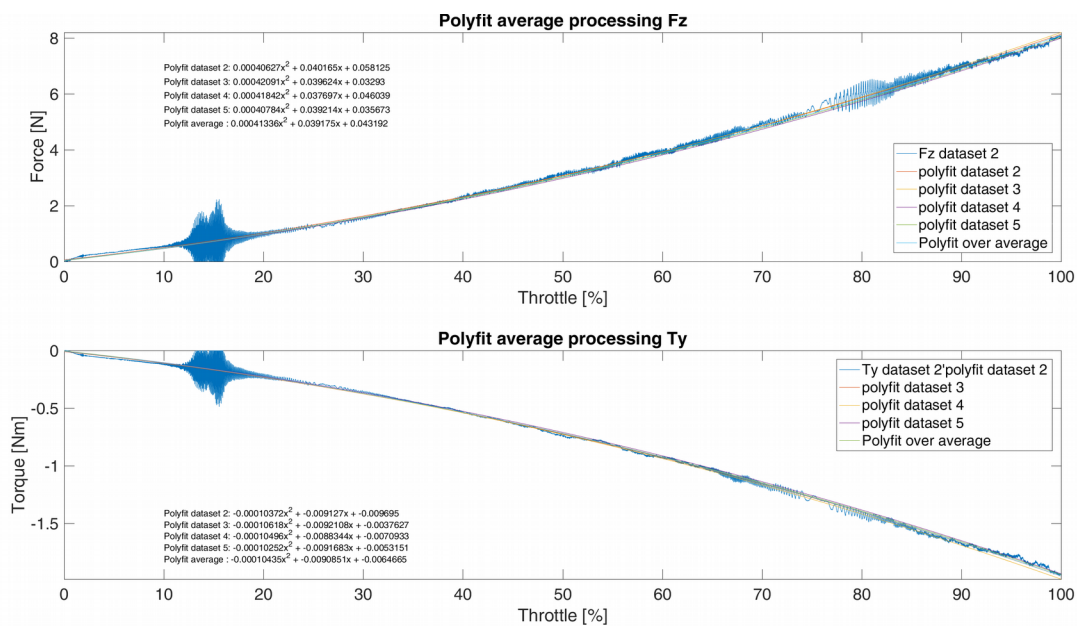 Polyfit average processing Fz
8
6
4
2
0
Force [N]
Polyfit dataset 2: 0.00040627x² + 0.040165x + 0.058125
Polyfit dataset 3: 0.00042091x² + 0.039624x + 0.03293
Polyfit dataset 4: 0.00041842x² + 0.037697x + 0.046039
Polyfit dataset 5: 0.00040784x² + 0.039214x + 0.035673
Polyfit average : 0.00041336x² + 0.039175x + 0.043192
Fz dataset 2
polyfit dataset 2
polyfit dataset 3
polyfit dataset 4
polyfit dataset 5
Polyfit over average
0 10 20 30 40 50 60 70 80 90 100
Throttle [%]
Polyfit average processing Ty
0
-0.5
-1
-1.5
Torque [Nm]
Ty dataset 2'polyfit dataset 2
polyfit dataset 3
polyfit dataset 4
polyfit dataset 5
Polyfit over average
Polyfit dataset 2: -0.00010372x² + -0.009127x + -0.009695
Polyfit dataset 3: -0.00010618x² + -0.0092108x + -0.0037627
Polyfit dataset 4: -0.00010496x² + -0.0088344x + -0.0070933
Polyfit dataset 5: -0.00010252x² + -0.0091683x + -0.0053151
Polyfit average : -0.00010435x² + -0.0090851x + -0.0064665
0 10 20 30 40 50 60 70 80 90 100
Throttle [%]